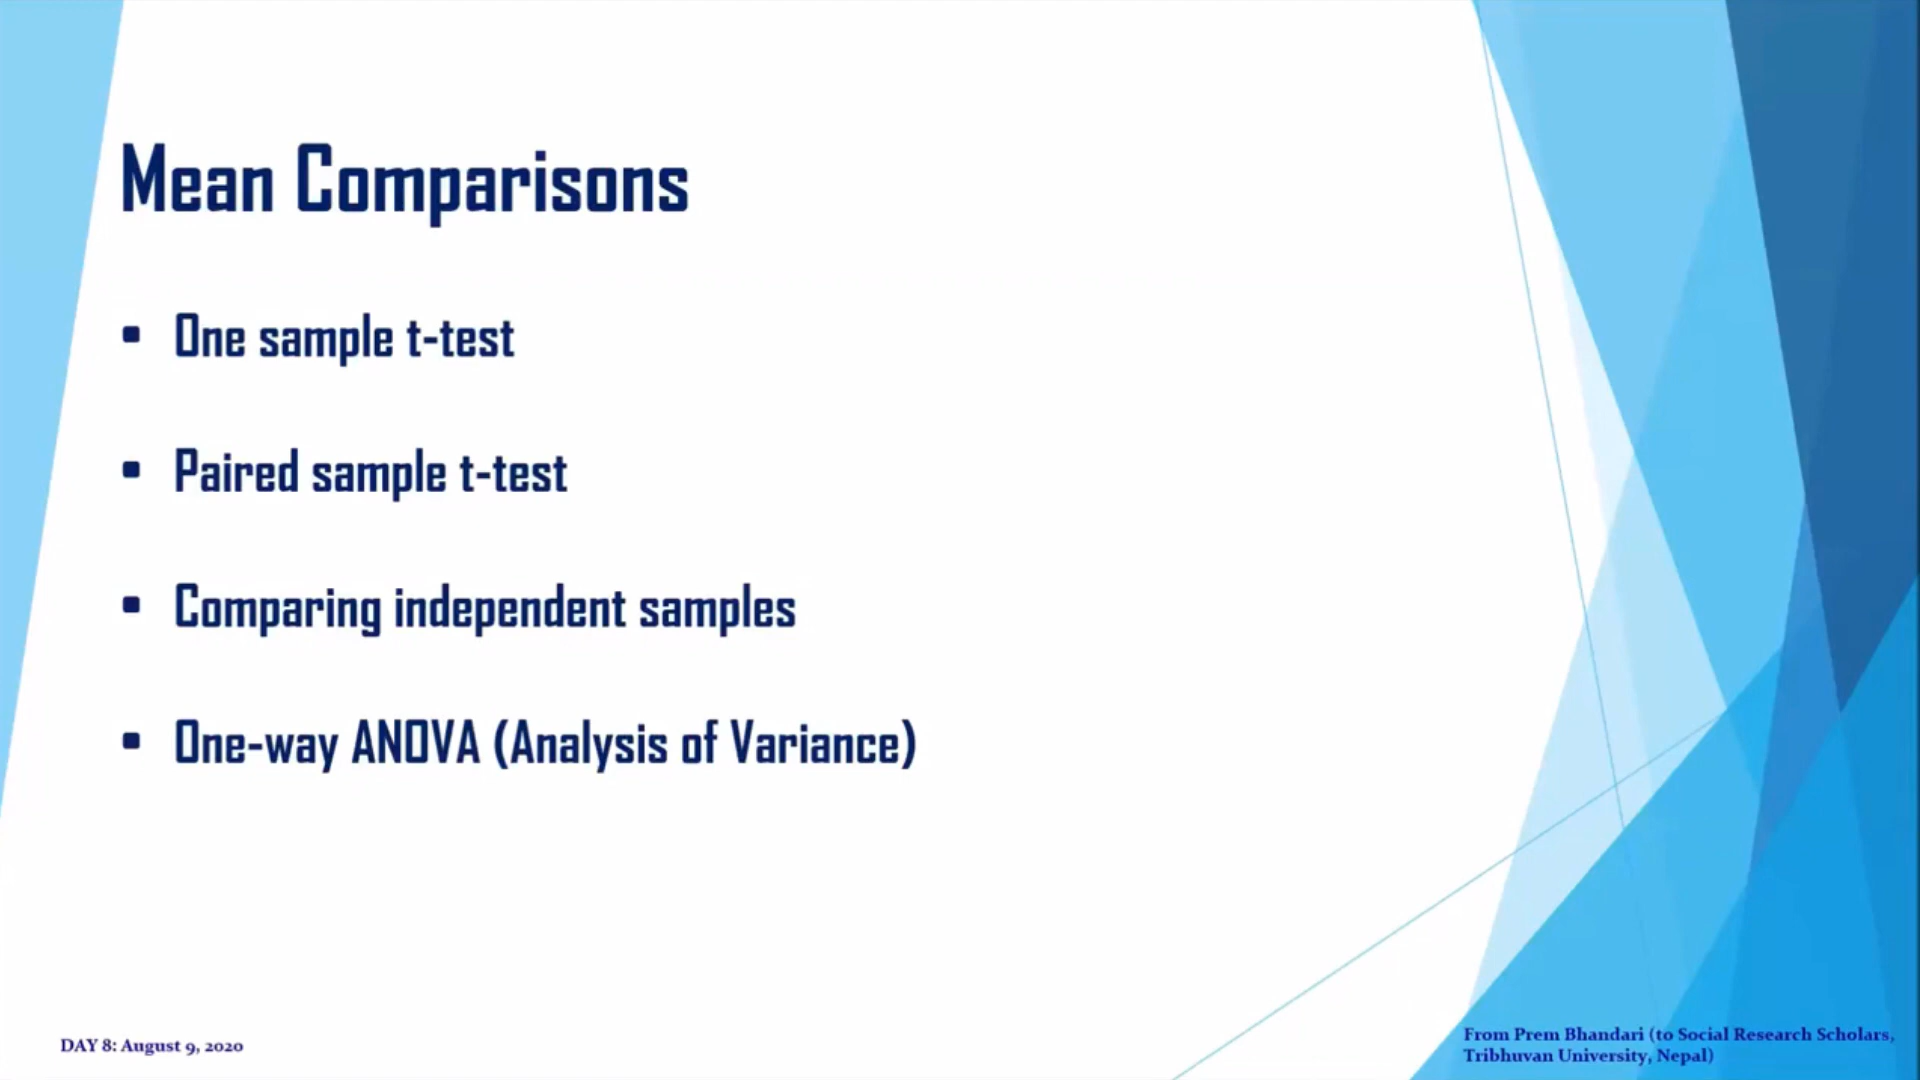 Mean Comparisons
▪ One sample t-test
▪ Paired sample t-test
▪ Comparing independent samples
▪ One-way ANOVA (Analysis of Variance)
DAY 8: August 9, 2020
From Prem Bhandari (to Social Research Scholars,
Tribhuvan University, Nepal)